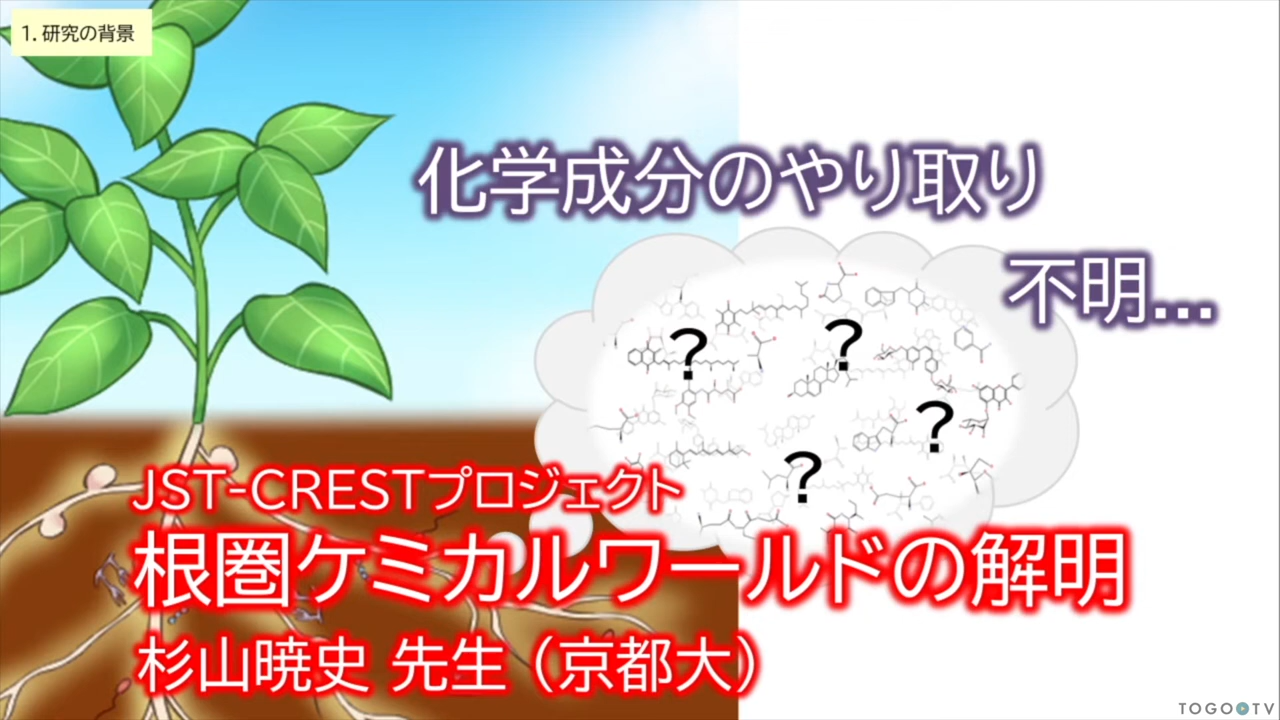 1. 研究の背景
化学成分のやり取り
不明...
?
?
?
?
JST-CRESTプロジェクト
根圏ケミカルワールドの解明
杉山暁史 先生（京都大）
TOGO TV